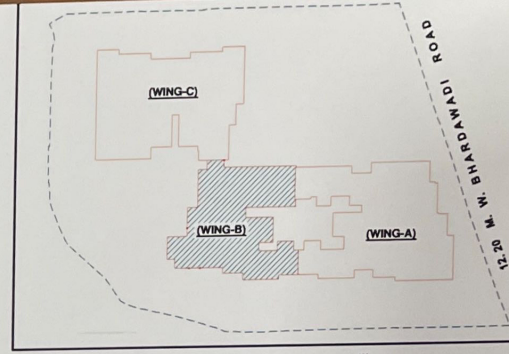 (WING-C)
12.20 M. W. BHARDAWADI ROAD
(WING-B)
(WING-A)